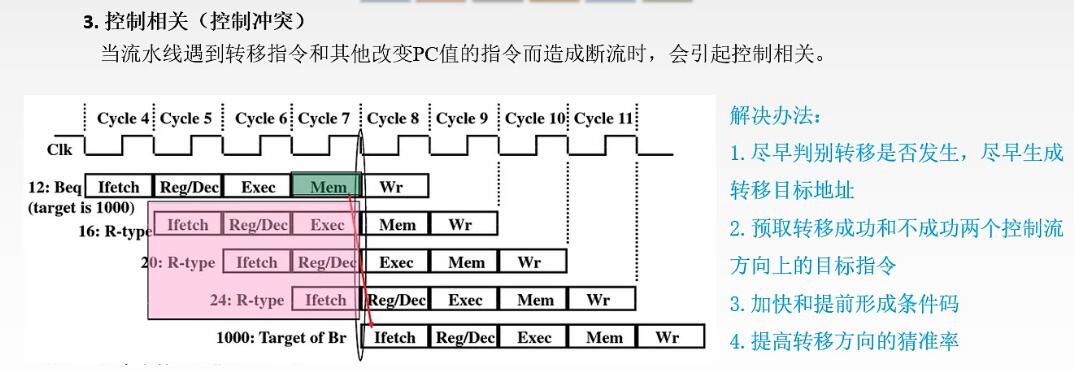 3. 控制相关（控制冲突）
当流水线遇到转移指令和其他改变PC值的指令而造成断流时，会引起控制相关。
Cycle 4 Cycle 5 Cycle 6 Cycle 7 Cycle 8 Cycle 9 Cycle 10 Cycle 11
Clk
12: Beq Ifetch Reg/Dec Exec Mem Wr
(target is 1000)
16: R-type Ifetch Reg/Dec Exec Mem Wr
20: R-type Ifetch Reg/Dec Exec Mem Wr
24: R-type Ifetch Reg/Dec Exec Mem Wr
1000: Target of Br Ifetch Reg/Dec Exec Mem Wr
解决办法：
1.尽早判别转移是否发生，尽早生成
转移目标地址
2.预取转移成功和不成功两个控制流
方向上的目标指令
3.加快和提前形成条件码
4.提高转移方向的猜准率